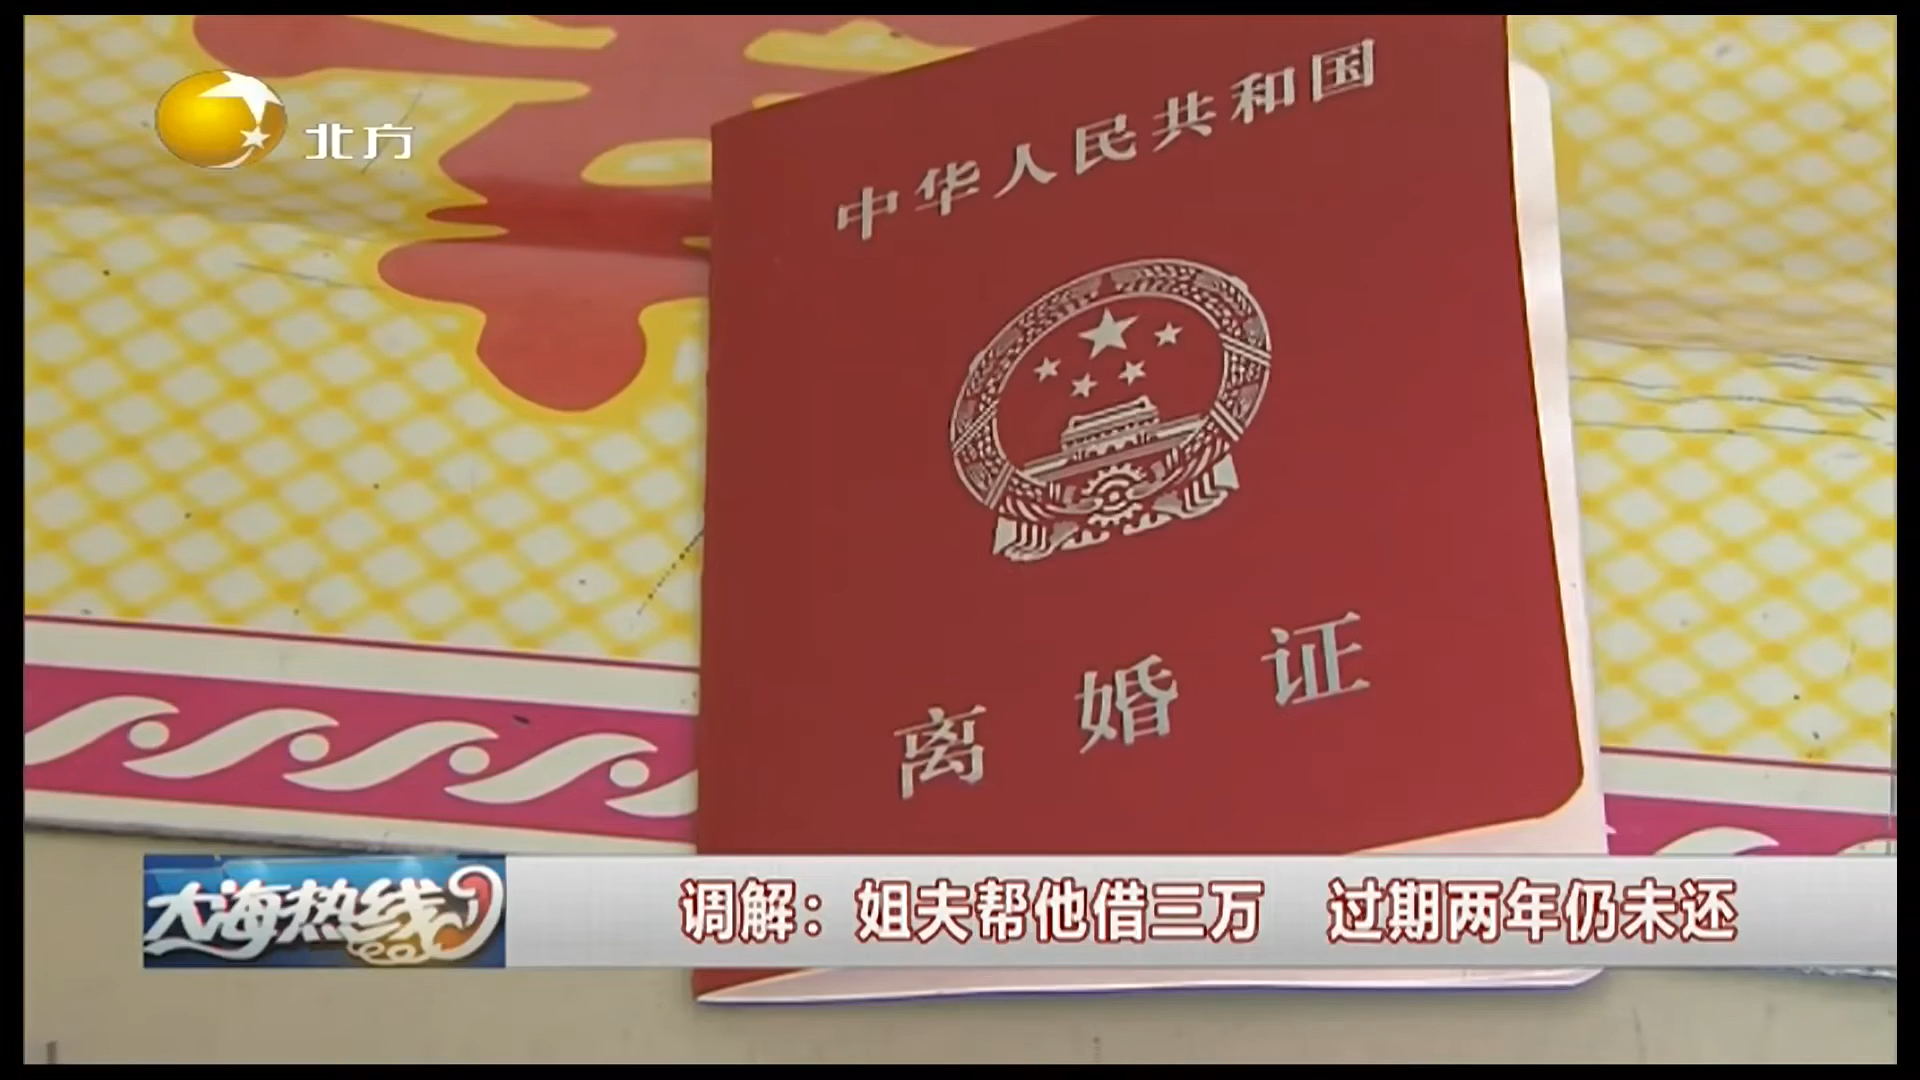 北方
中华人民共和国
离婚证
大海热线
调解：姐夫帮他借三万 过期两年仍未还